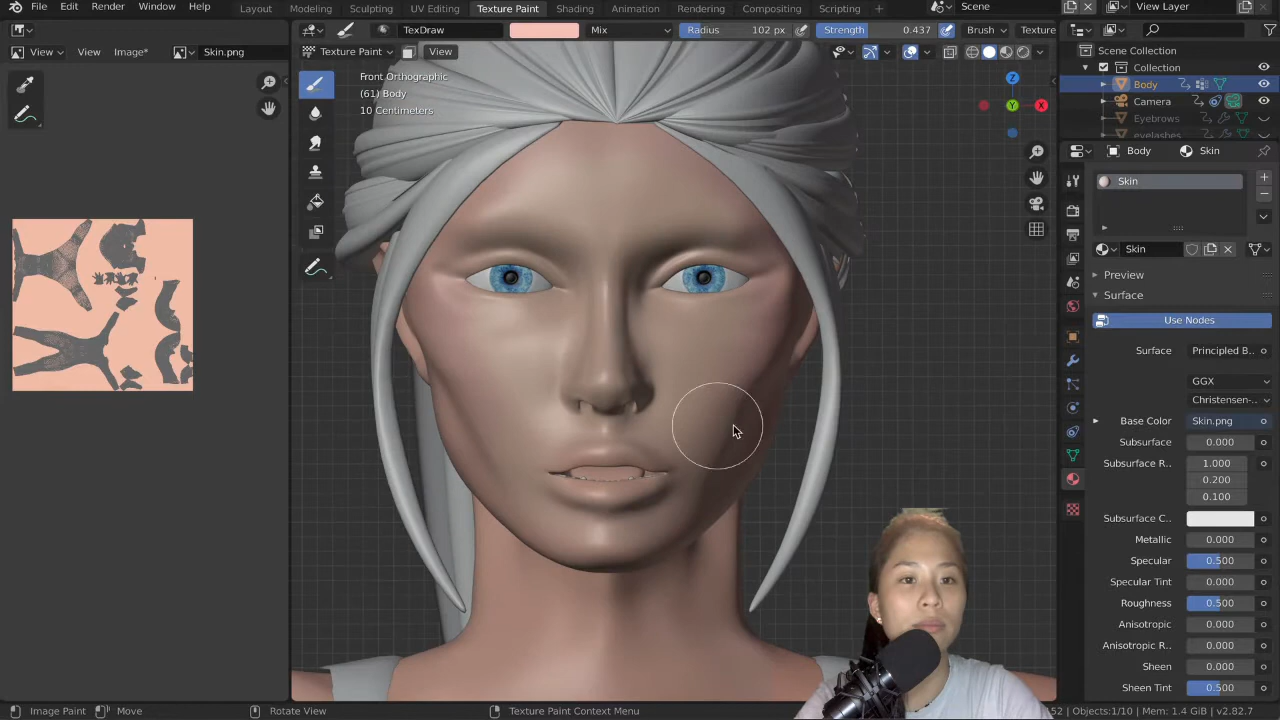 File Edit Render Window Help Layout Modeling Sculpting UV Editing Texture Paint Shading Animation Rendering Compositing Scripting + Scene View Layer
TexDraw Mix Radius 102 px Strength 0.437 Brush Texture
View View Image* Skin.png Texture Paint View
Front Orthographic
(61) Body
10 Centimeters
Z
Y
X
Scene Collection
Collection
Body
Camera
Eyebrows
eyelashes
Body Skin
Skin
Skin
Preview
Surface
Use Nodes
Surface Principled B..
GGX
Christensen-..
Base Color Skin.png
Subsurface 0.000
Subsurface R.. 1.000
0.200
0.100
Subsurface C..
Metallic 0.000
Specular 0.500
Specular Tint 0.000
Roughness 0.500
Anisotropic 0.000
Anisotropic R.. 0.000
Sheen 0.000
Sheen Tint 0.500
Image Paint Move Rotate View Texture Paint Context Menu 152 | Objects:1/10 | Mem: 1.4 GiB | v2.82.7